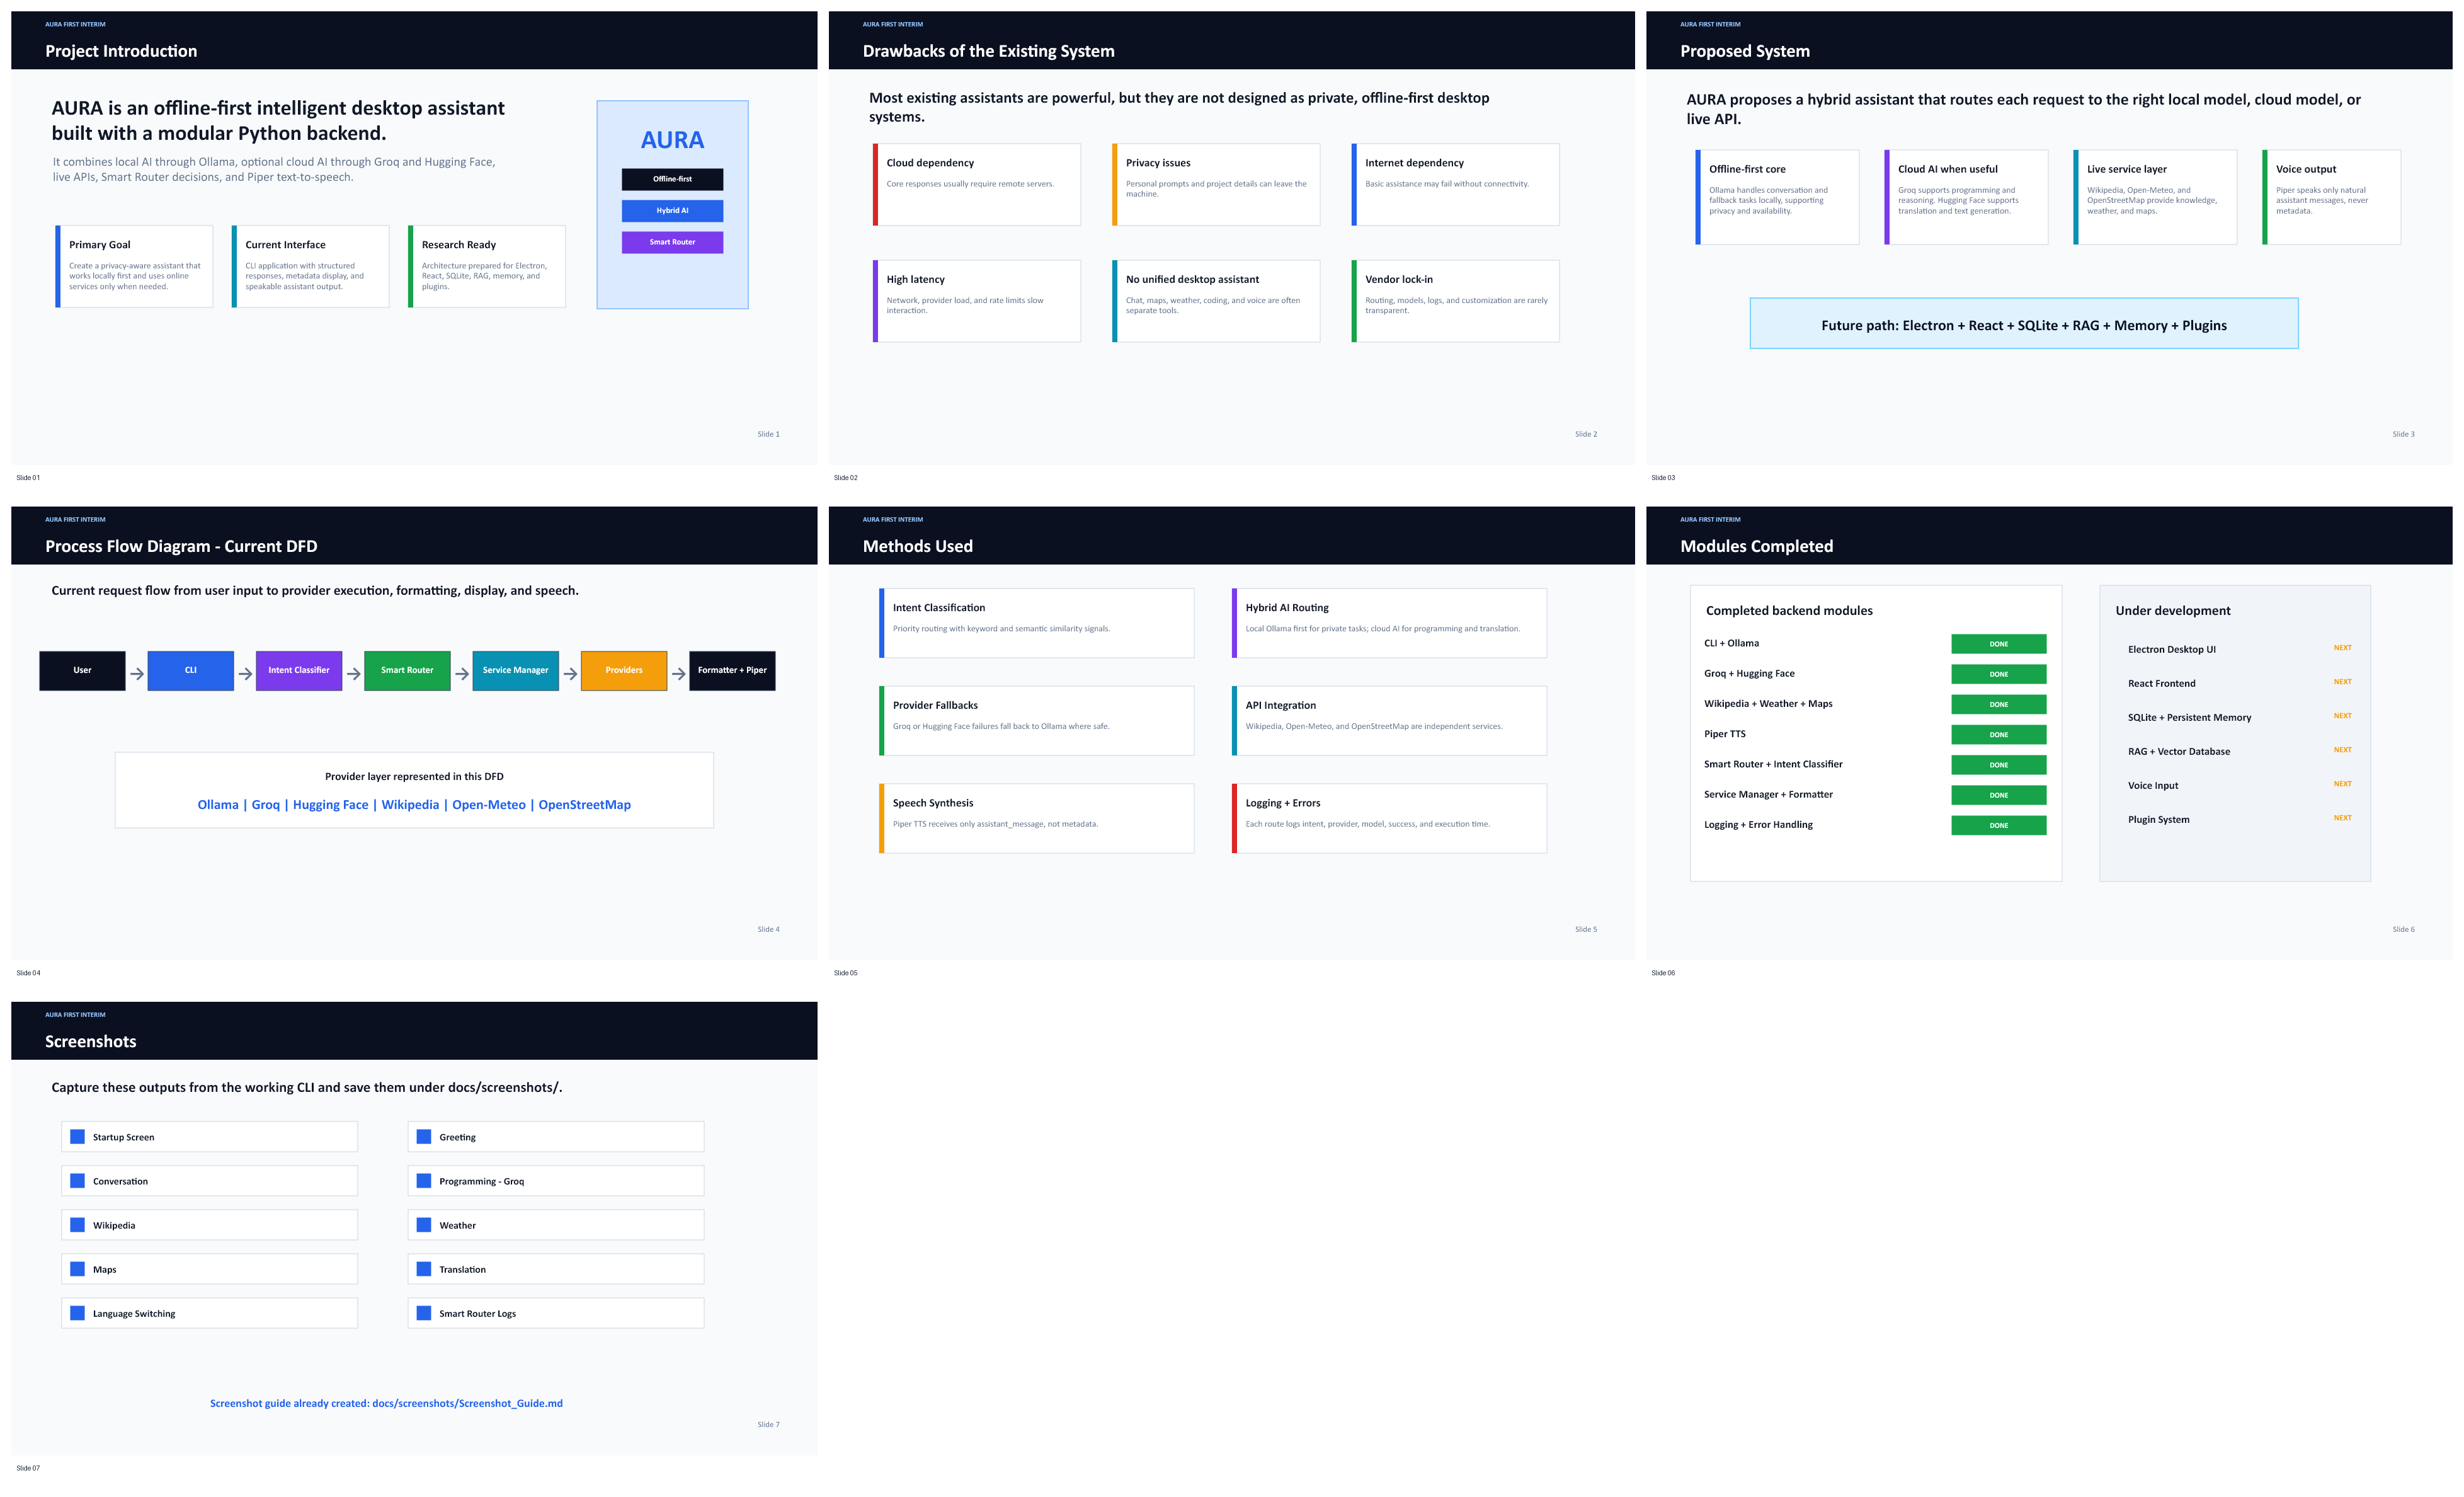 AURA FIRST INTERIM
Project Introduction
AURA is an offline-first intelligent desktop assistant
built with a modular Python backend.
It combines local AI through Ollama, optional cloud AI through Groq and Hugging Face,
live APIs, Smart Router decisions, and Piper text-to-speech.
Primary Goal
Create a privacy-aware assistant that
works locally first and uses online
services only when needed.
Current Interface
CLI application with structured
responses, metadata display, and
speakable assistant output.
Research Ready
Architecture prepared for Electron,
React, SQLite, RAG, memory, and
plugins.
AURA
Offline-first
Hybrid AI
Smart Router
Slide 1
Slide 01
AURA FIRST INTERIM
Drawbacks of the Existing System
Most existing assistants are powerful, but they are not designed as private, offline-first desktop
systems.
Cloud dependency
Core responses usually require remote servers.
Privacy issues
Personal prompts and project details can leave the
machine.
Internet dependency
Basic assistance may fail without connectivity.
High latency
Network, provider load, and rate limits slow
interaction.
No unified desktop assistant
Chat, maps, weather, coding, and voice are often
separate tools.
Vendor lock-in
Routing, models, logs, and customization are rarely
transparent.
Slide 2
Slide 02
AURA FIRST INTERIM
Proposed System
AURA proposes a hybrid assistant that routes each request to the right local model, cloud model, or
live API.
Offline-first core
Ollama handles conversation and
fallback tasks locally, supporting
privacy and availability.
Cloud AI when useful
Groq supports programming and
reasoning. Hugging Face supports
translation and text generation.
Live service layer
Wikipedia, Open-Meteo, and
OpenStreetMap provide knowledge,
weather, and maps.
Voice output
Piper speaks only natural
assistant messages, never
metadata.
Future path: Electron + React + SQLite + RAG + Memory + Plugins
Slide 3
Slide 03
AURA FIRST INTERIM
Process Flow Diagram - Current DFD
Current request flow from user input to provider execution, formatting, display, and speech.
User
CLI
Intent Classifier
Smart Router
Service Manager
Providers
Formatter + Piper
Provider layer represented in this DFD
Ollama | Groq | Hugging Face | Wikipedia | Open-Meteo | OpenStreetMap
Slide 4
Slide 04
AURA FIRST INTERIM
Methods Used
Intent Classification
Priority routing with keyword and semantic similarity signals.
Hybrid AI Routing
Local Ollama first for private tasks; cloud AI for programming and translation.
Provider Fallbacks
Groq or Hugging Face failures fall back to Ollama where safe.
API Integration
Wikipedia, Open-Meteo, and OpenStreetMap are independent services.
Speech Synthesis
Piper TTS receives only assistant_message, not metadata.
Logging + Errors
Each route logs intent, provider, model, success, and execution time.
Slide 5
Slide 05
AURA FIRST INTERIM
Modules Completed
Completed backend modules
CLI + Ollama DONE
Groq + Hugging Face DONE
Wikipedia + Weather + Maps DONE
Piper TTS DONE
Smart Router + Intent Classifier DONE
Service Manager + Formatter DONE
Logging + Error Handling DONE
Under development
Electron Desktop UI NEXT
React Frontend NEXT
SQLite + Persistent Memory NEXT
RAG + Vector Database NEXT
Voice Input NEXT
Plugin System NEXT
Slide 6
Slide 06
AURA FIRST INTERIM
Screenshots
Capture these outputs from the working CLI and save them under docs/screenshots/.
Startup Screen
Greeting
Conversation
Programming - Groq
Wikipedia
Weather
Maps
Translation
Language Switching
Smart Router Logs
Screenshot guide already created: docs/screenshots/Screenshot_Guide.md
Slide 7
Slide 07